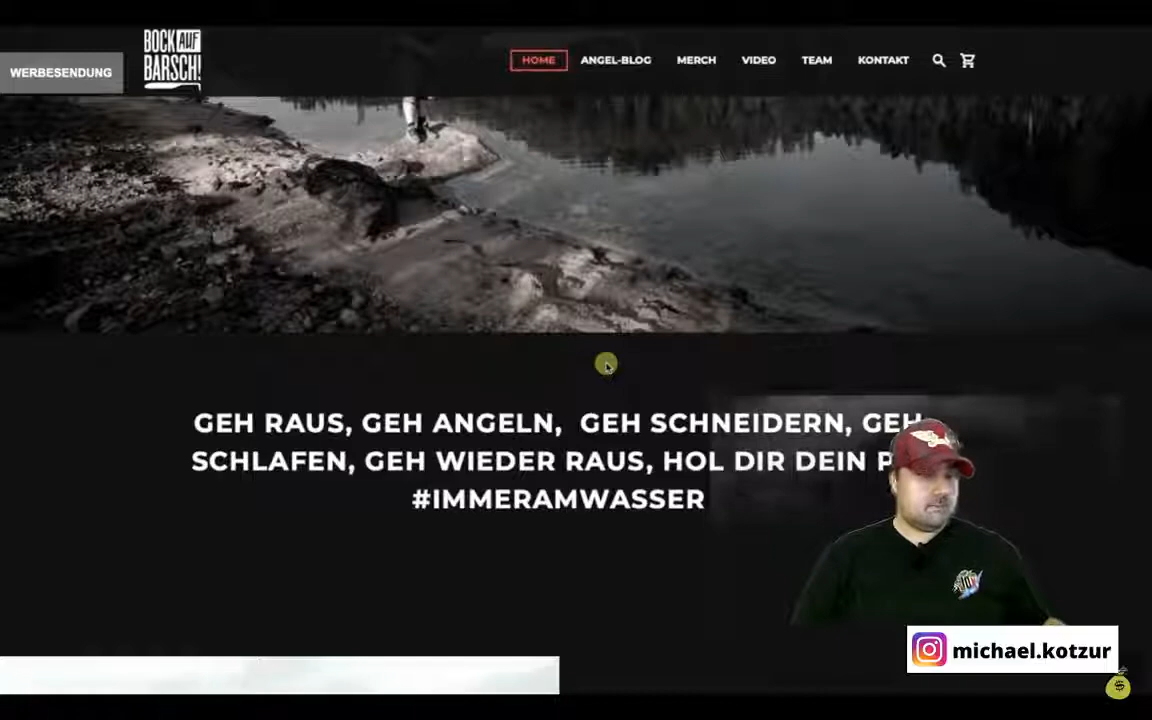 BOCK AUF
BARSCH!
WERBESENDUNG
HOME ANGEL-BLOG MERCH VIDEO TEAM KONTAKT
GEH RAUS, GEH ANGELN, GEH SCHNEIDERN, GEH
SCHLAFEN, GEH WIEDER RAUS, HOL DIR DEIN
#IMMERAMWASSER
michael.kotzur